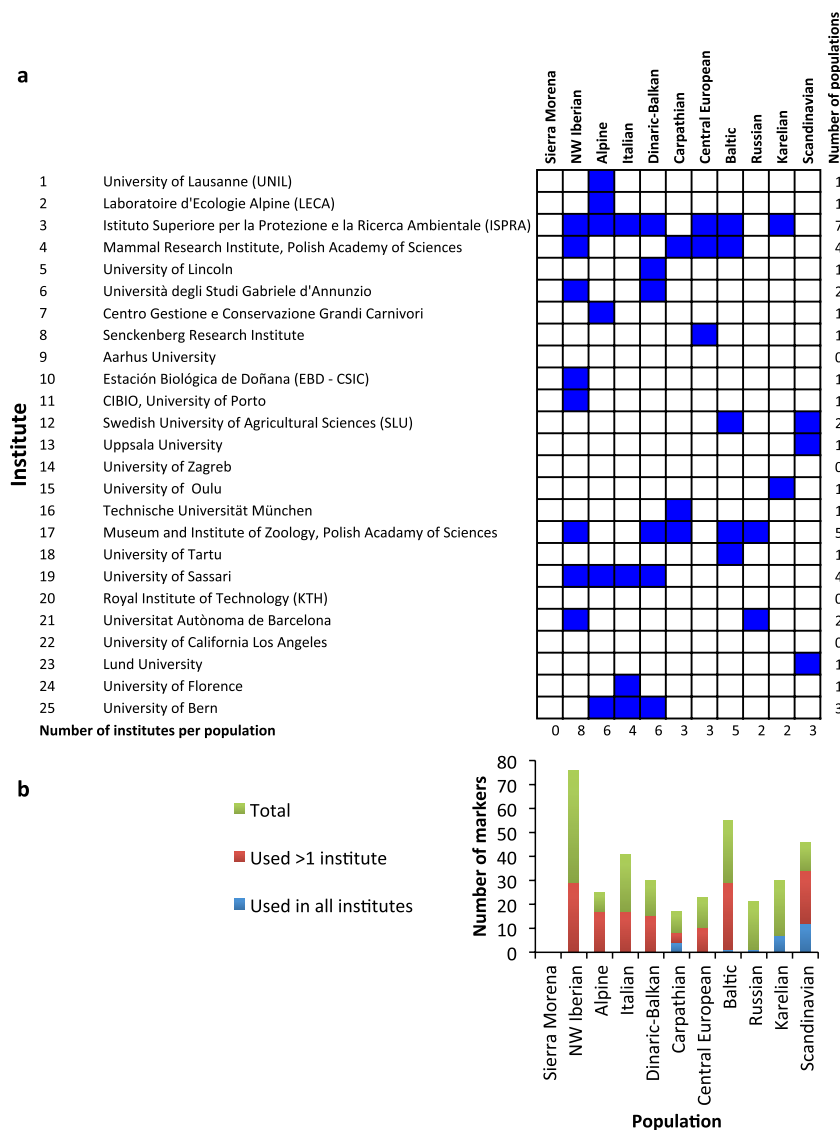 a
Sierra Morena
NW Iberian
Alpine
Italian
Dinaric-Balkan
Carpathian
Central European
Baltic
Russian
Karelian
Scandinavian
Number of populations
Institute
1 University of Lausanne (UNIL) 1
2 Laboratoire d'Ecologie Alpine (LECA) 1
3 Istituto Superiore per la Protezione e la Ricerca Ambientale (ISPRA) 7
4 Mammal Research Institute, Polish Academy of Sciences 4
5 University of Lincoln 1
6 Università degli Studi Gabriele d'Annunzio 2
7 Centro Gestione e Conservazione Grandi Carnivori 1
8 Senckenberg Research Institute 1
9 Aarhus University 0
10 Estación Biológica de Doñana (EBD - CSIC) 1
11 CIBIO, University of Porto 1
12 Swedish University of Agricultural Sciences (SLU) 2
13 Uppsala University 1
14 University of Zagreb 0
15 University of Oulu 1
16 Technische Universität München 1
17 Museum and Institute of Zoology, Polish Acadamy of Sciences 5
18 University of Tartu 1
19 University of Sassari 4
20 Royal Institute of Technology (KTH) 0
21 Universitat Autònoma de Barcelona 2
22 University of California Los Angeles 0
23 Lund University 1
24 University of Florence 1
25 University of Bern 3
Number of institutes per population 0 8 6 4 6 3 3 5 2 2 3
b
Total
Used >1 institute
Used in all institutes
Number of markers
80
70
60
50
40
30
20
10
0
Sierra Morena
NW Iberian
Alpine
Italian
Dinaric-Balkan
Carpathian
Central European
Baltic
Russian
Karelian
Scandinavian
Population